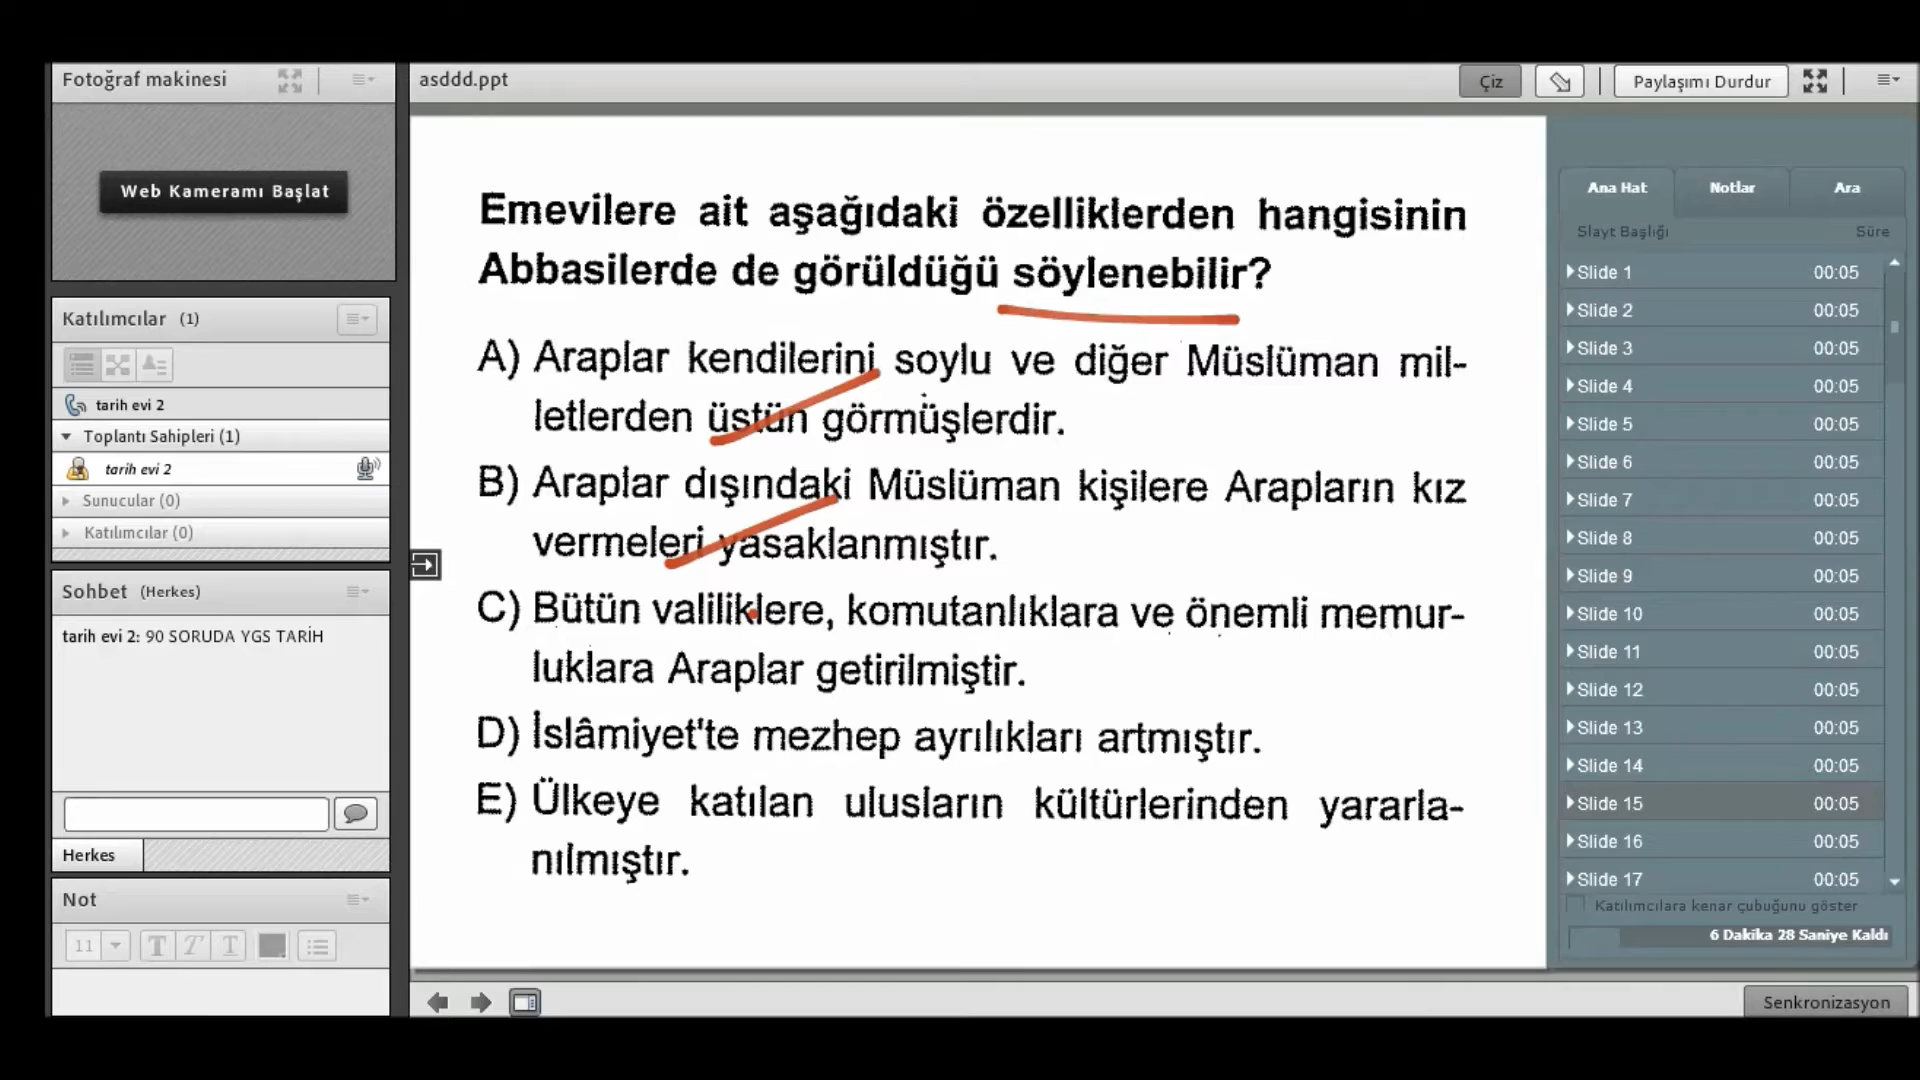 Fotoğraf makinesi
Web Kameramı Başlat
Katılımcılar (1)
tarih evi 2
Toplantı Sahipleri (1)
tarih evi 2
Sunucular (0)
Katılımcılar (0)
Sohbet (Herkes)
tarih evi 2: 90 SORUDA YGS TARİH
Herkes
Not
11
asddd.ppt
Çiz
Paylaşımı Durdur
Emevilere ait aşağıdaki özelliklerden hangisinin
Abbasilerde de görüldüğü söylenebilir?
A) Araplar kendilerini soylu ve diğer Müslüman mil-
letlerden üstün görmüşlerdir.
B) Araplar dışındaki Müslüman kişilere Arapların kız
vermeleri yasaklanmıştır.
C) Bütün valiliklere, komutanlıklara ve önemli memur-
luklara Araplar getirilmiştir.
D) İslâmiyet'te mezhep ayrılıkları artmıştır.
E) Ülkeye katılan ulusların kültürlerinden yararla-
nılmıştır.
Ana Hat Notlar Ara
Slayt Başlığı Süre
Slide 1 00:05
Slide 2 00:05
Slide 3 00:05
Slide 4 00:05
Slide 5 00:05
Slide 6 00:05
Slide 7 00:05
Slide 8 00:05
Slide 9 00:05
Slide 10 00:05
Slide 11 00:05
Slide 12 00:05
Slide 13 00:05
Slide 14 00:05
Slide 15 00:05
Slide 16 00:05
Slide 17 00:05
Katılımcılara kenar çubuğunu göster
6 Dakika 28 Saniye Kaldı
Senkronizasyon